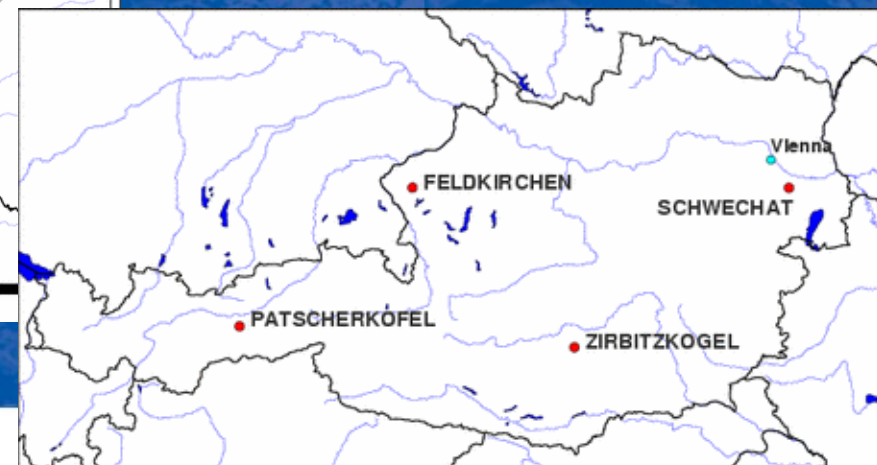 Vienna
FELDKIRCHEN
SCHWECHAT
PATSCHERKOFEL
ZIRBITZKOGEL